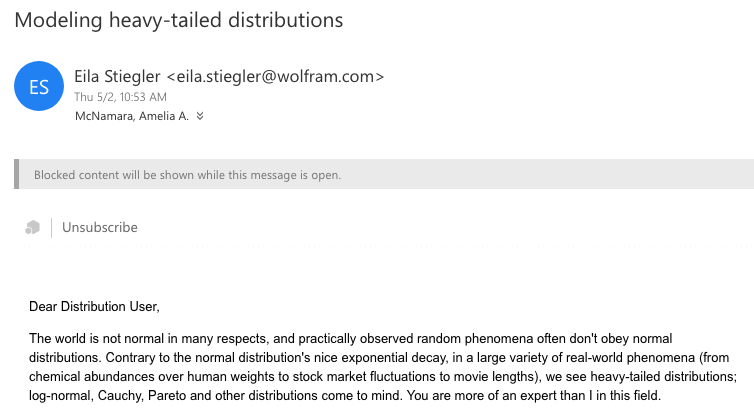 Modeling heavy-tailed distributions
ES
Eila Stiegler <eila.stiegler@wolfram.com>
Thu 5/2, 10:53 AM
McNamara, Amelia A.
Blocked content will be shown while this message is open.
Unsubscribe
Dear Distribution User,
The world is not normal in many respects, and practically observed random phenomena often don't obey normal
distributions. Contrary to the normal distribution's nice exponential decay, in a large variety of real-world phenomena (from
chemical abundances over human weights to stock market fluctuations to movie lengths), we see heavy-tailed distributions;
log-normal, Cauchy, Pareto and other distributions come to mind. You are more of an expert than I in this field.